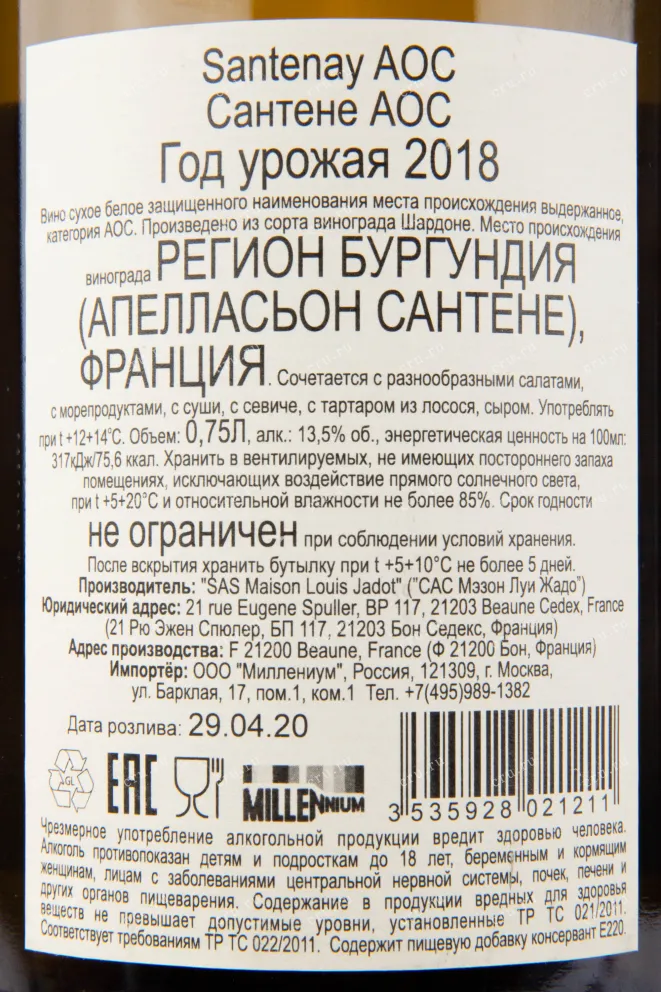 Santenay AOC
Сантене АОС
Год урожая 2018
Вино сухое белое защищенного наименования места происхождения выдержанное,
категория АОС. Произведено из сорта винограда Шардоне. Место происхождения
винограда РЕГИОН БУРГУНДИЯ
(АПЕЛЛАСЬОН САНТЕНЕ),
ФРАНЦИЯ. Сочетается с разнообразными салатами,
с морепродуктами, с суши, с севиче, с тартаром из лосося, сыром. Употреблять
при t +12+14°С. Объем: 0,75Л, алк.: 13,5% об., энергетическая ценность на 100мл:
317кДж/75,6 ккал. Хранить в вентилируемых, не имеющих постороннего запаха
помещениях, исключающих воздействие прямого солнечного света,
при t +5+20°С и относительной влажности не более 85%. Срок годности
не ограничен при соблюдении условий хранения.
После вскрытия хранить бутылку при t +5+10°С не более 5 дней.
Производитель: "SAS Maison Louis Jadot" ("САС Мэзон Луи Жадо")
Юридический адрес: 21 rue Eugene Spuller, BP 117, 21203 Beaune Cedex, France
(21 Рю Эжен Спюлер, БП 117, 21203 Бон Седекс, Франция)
Адрес производства: F 21200 Beaune, France (Ф 21200 Бон, Франция)
Импортёр: ООО "Миллениум", Россия, 121309, г. Москва,
ул. Барклая, 17, пом.1, ком.1 Тел. +7(495)989-1382
Дата розлива: 29.04.20
GL EAC MILLENNIUM 3 535928 021211
Чрезмерное употребление алкогольной продукции вредит здоровью человека.
Алкоголь противопоказан детям и подросткам до 18 лет, беременным и кормящим
женщинам, лицам с заболеваниями центральной нервной системы, почек, печени и
других органов пищеварения. Содержание в продукции вредных для здоровья
веществ не превышает допустимые уровни, установленные ТР ТС 021/2011.
Соответствует требованиям ТР ТС 022/2011. Содержит пищевую добавку консервант Е220.